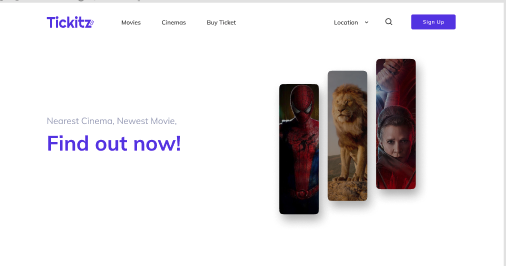 Tickitz
Movies
Cinemas
Buy Ticket
Location
Sign Up
Nearest Cinema, Newest Movie,
Find out now!